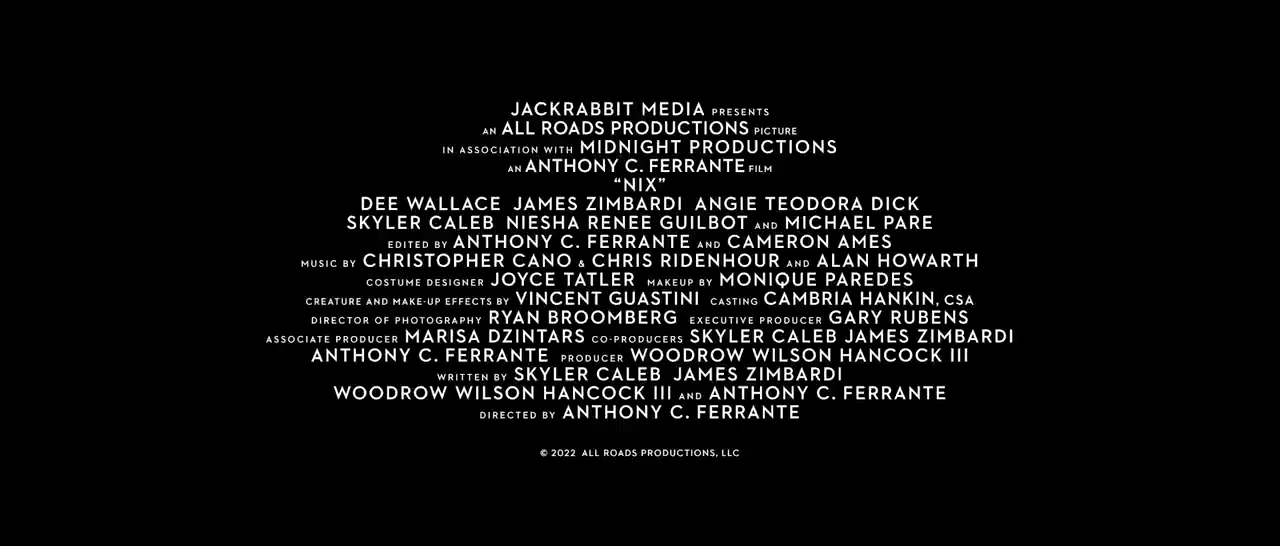 JACKRABBIT MEDIA PRESENTS
AN ALL ROADS PRODUCTIONS PICTURE
IN ASSOCIATION WITH MIDNIGHT PRODUCTIONS
AN ANTHONY C. FERRANTE FILM
“NIX”
DEE WALLACE JAMES ZIMBARDI ANGIE TEODORA DICK
SKYLER CALEB NIESHA RENEE GUILBOT AND MICHAEL PARE
EDITED BY ANTHONY C. FERRANTE AND CAMERON AMES
MUSIC BY CHRISTOPHER CANO & CHRIS RIDENHOUR AND ALAN HOWARTH
COSTUME DESIGNER JOYCE TATLER MAKEUP BY MONIQUE PAREDES
CREATURE AND MAKE-UP EFFECTS BY VINCENT GUASTINI CASTING CAMBRIA HANKIN, CSA
DIRECTOR OF PHOTOGRAPHY RYAN BROOMBERG EXECUTIVE PRODUCER GARY RUBENS
ASSOCIATE PRODUCER MARISA DZINTARS CO-PRODUCERS SKYLER CALEB JAMES ZIMBARDI
ANTHONY C. FERRANTE PRODUCER WOODROW WILSON HANCOCK III
WRITTEN BY SKYLER CALEB JAMES ZIMBARDI
WOODROW WILSON HANCOCK III AND ANTHONY C. FERRANTE
DIRECTED BY ANTHONY C. FERRANTE
© 2022 ALL ROADS PRODUCTIONS, LLC